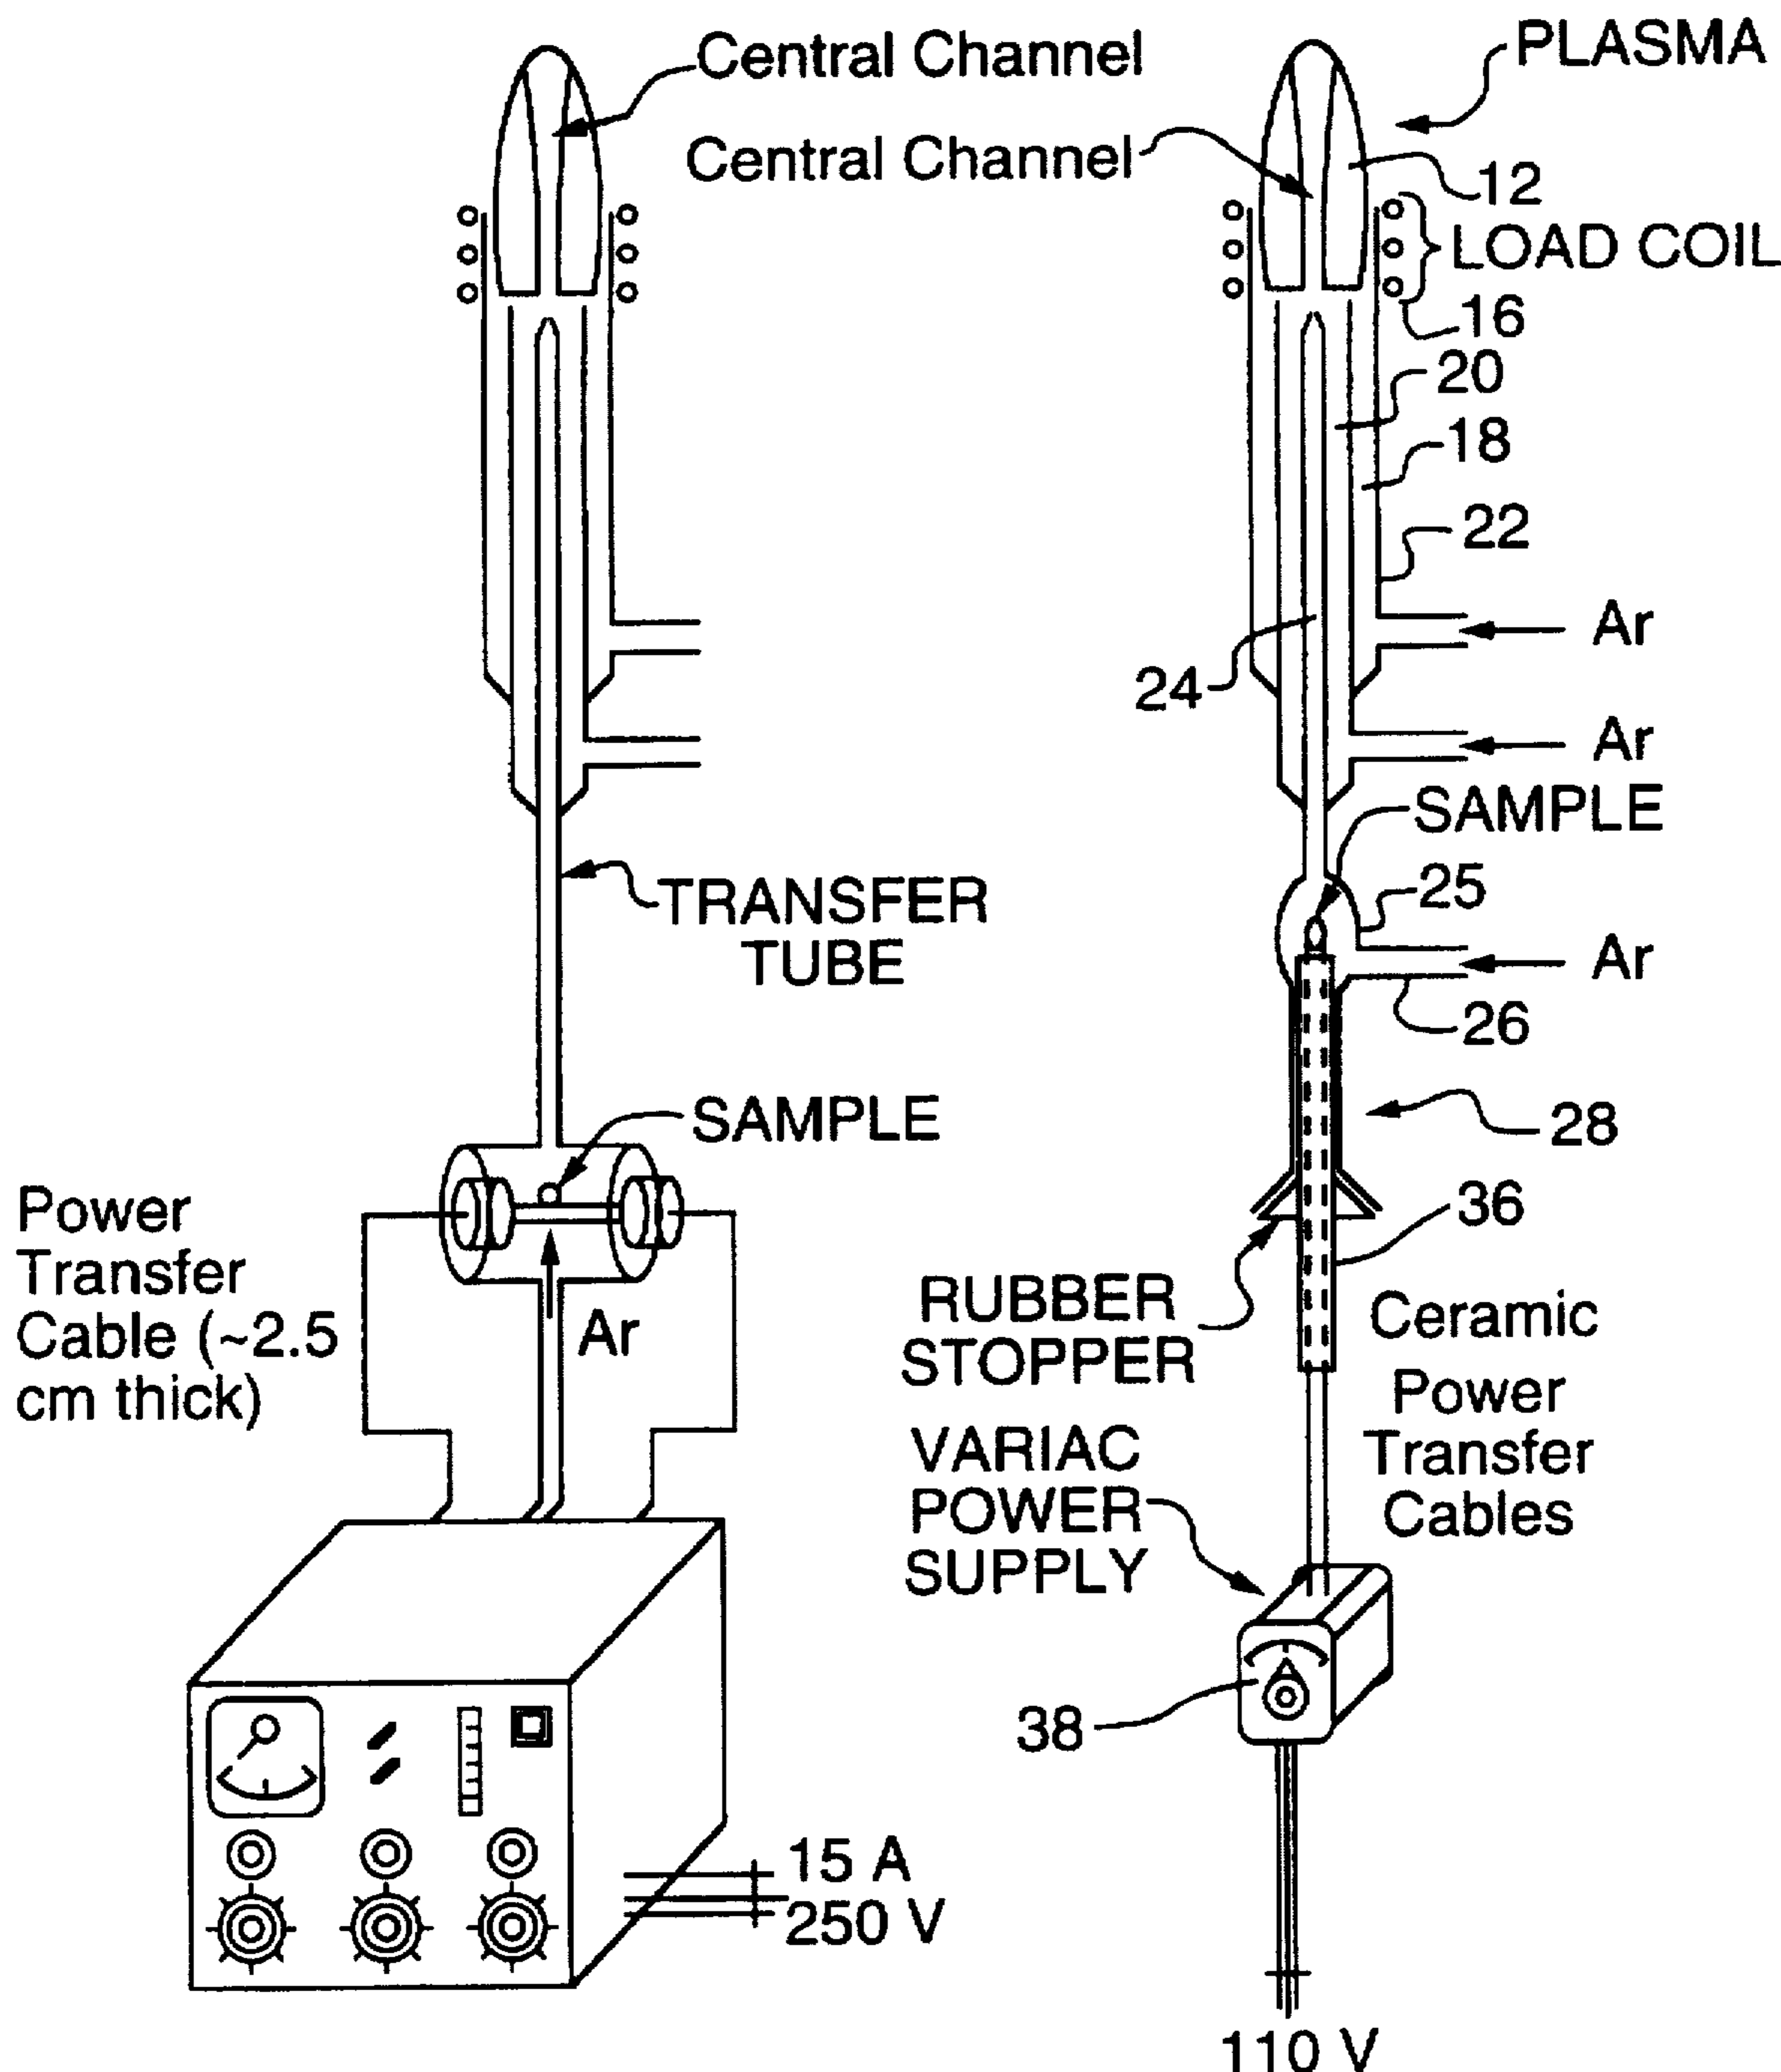 Central Channel
PLASMA
Central Channel
12
LOAD COIL
16
20
18
22
Ar
24
Ar
SAMPLE
25
TRANSFER
TUBE
Ar
26
SAMPLE
28
Power
Transfer
Cable (~2.5
cm thick)
36
Ar
RUBBER
STOPPER
Ceramic
Power
Transfer
Cables
VARIAC
POWER
SUPPLY
38
15 A
250 V
110 V